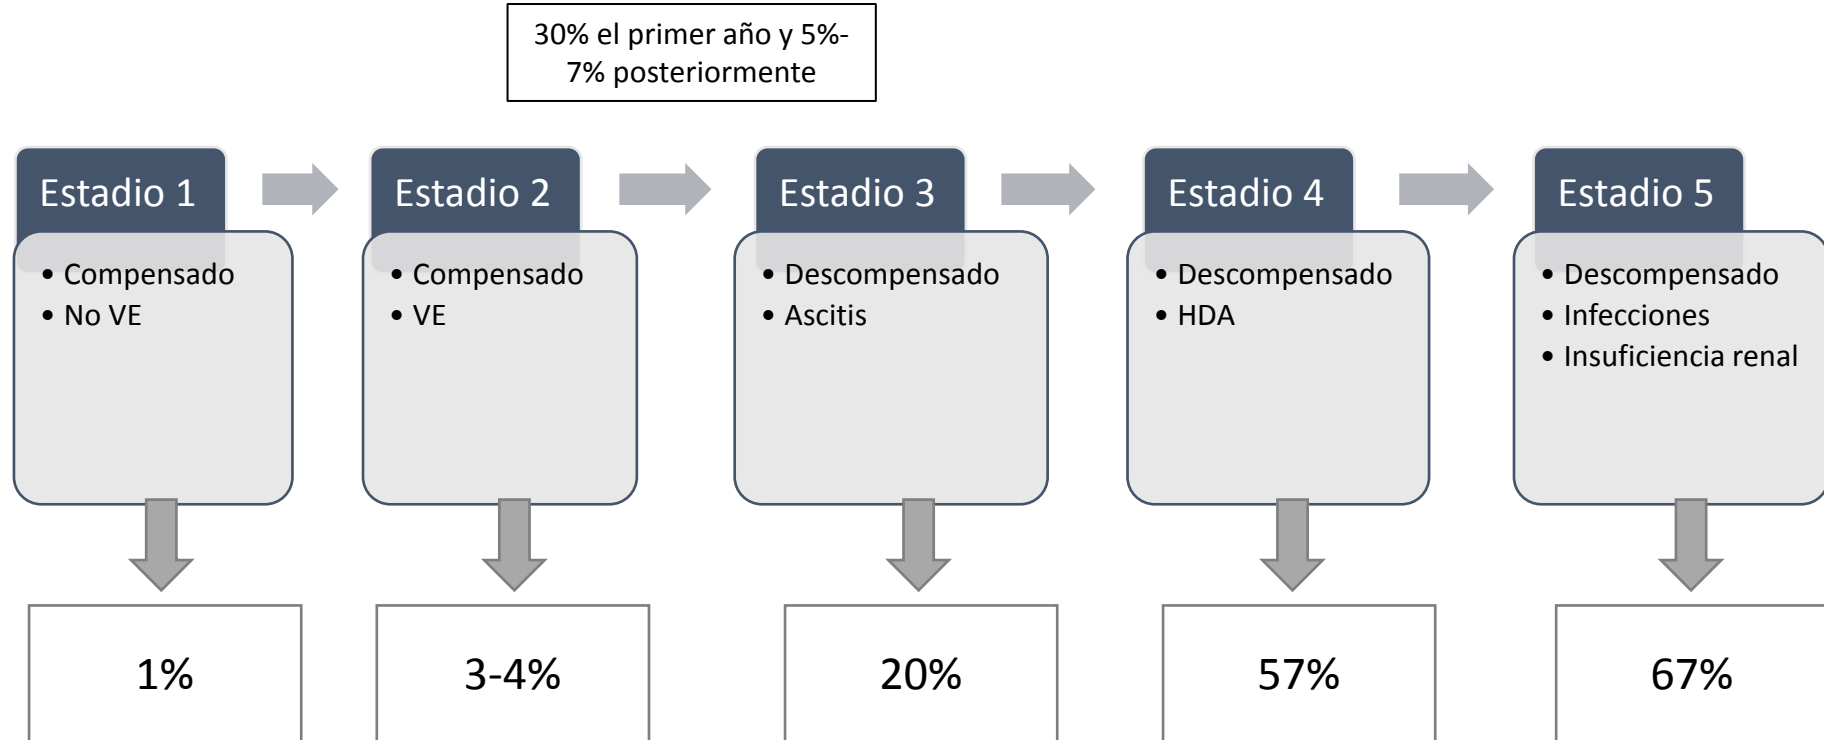 30% el primer año y 5%-
7% posteriormente
Estadio 1
• Compensado
• No VE
1%
Estadio 2
• Compensado
• VE
3-4%
Estadio 3
• Descompensado
• Ascitis
20%
Estadio 4
• Descompensado
• HDA
57%
Estadio 5
• Descompensado
• Infecciones
• Insuficiencia renal
67%